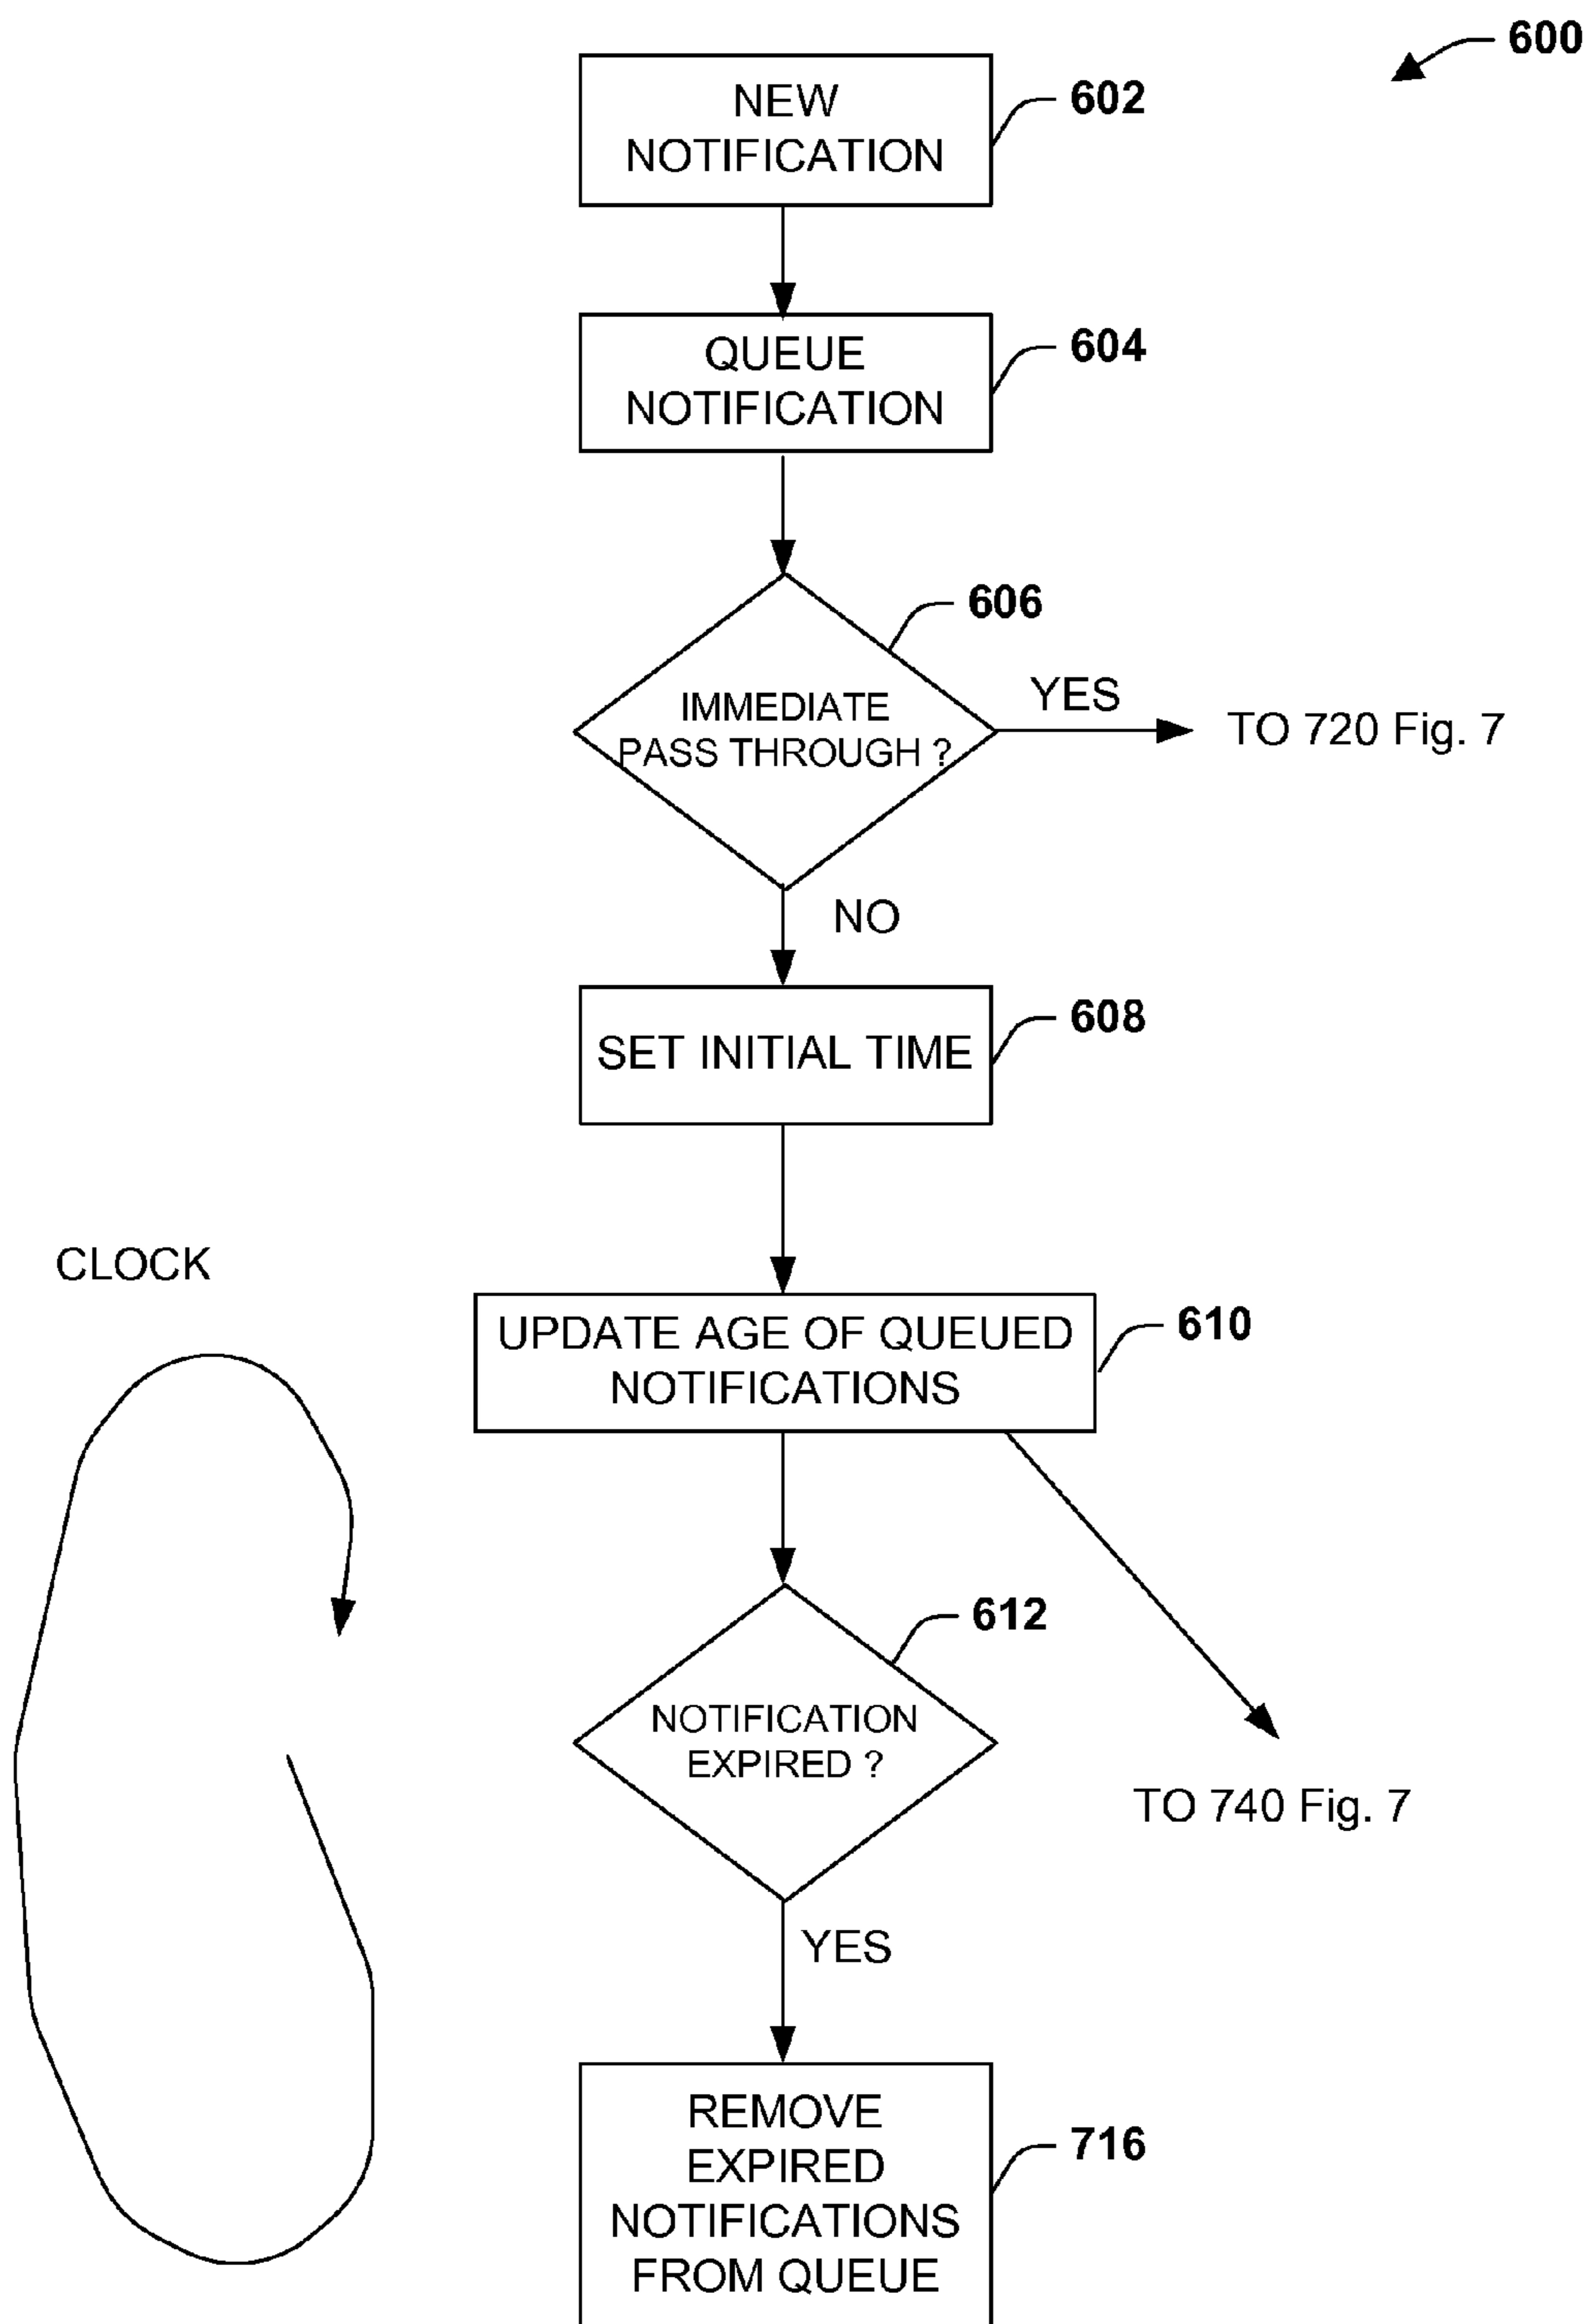 600
NEW
NOTIFICATION
602
QUEUE
NOTIFICATION
604
606
IMMEDIATE
PASS THROUGH ?
YES
TO 720 Fig. 7
NO
SET INITIAL TIME
608
CLOCK
UPDATE AGE OF QUEUED
NOTIFICATIONS
610
612
NOTIFICATION
EXPIRED ?
TO 740 Fig. 7
YES
REMOVE
EXPIRED
NOTIFICATIONS
FROM QUEUE
716